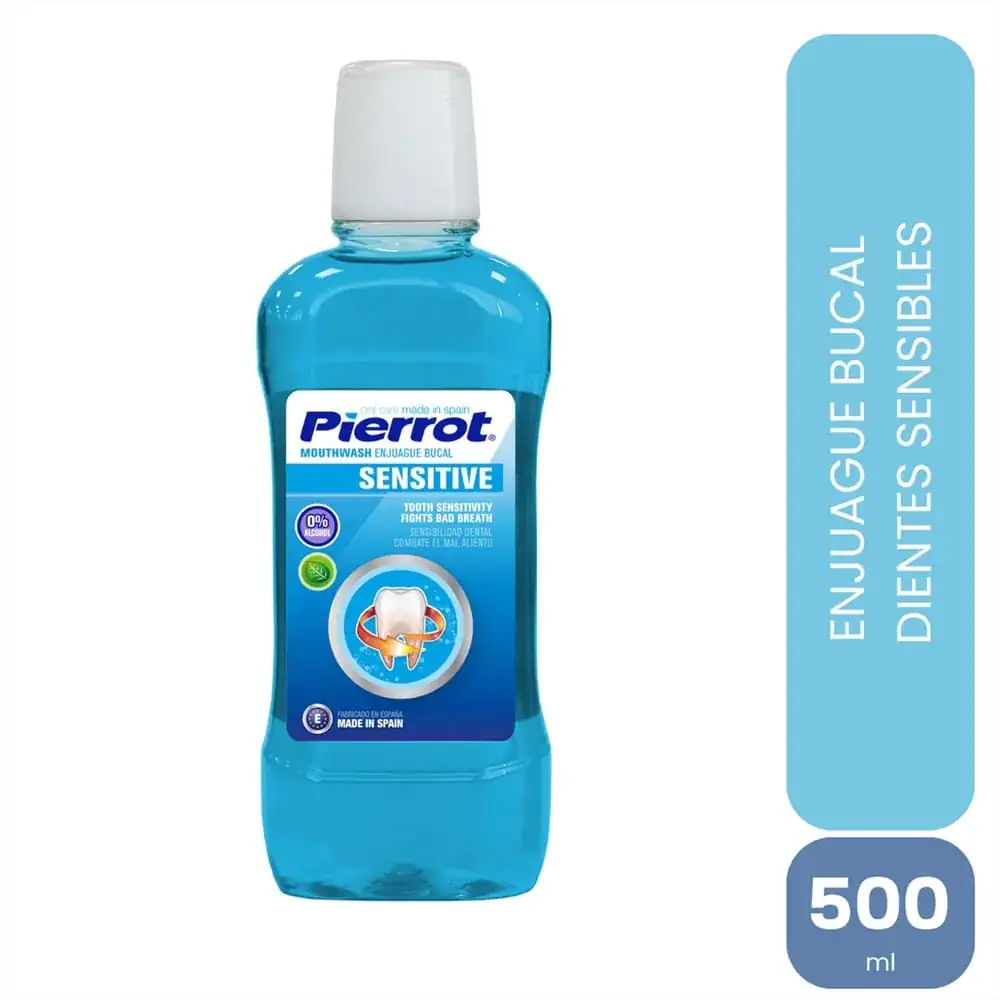 oral care made in spain
Pierrot®
MOUTHWASH ENJUAGUE BUCAL
SENSITIVE
TOOTH SENSITIVITY
FIGHTS BAD BREATH
SENSIBILIDAD DENTAL
COMBATE EL MAL ALIENTO
0%
ALCOHOL
E
FABRICADO EN ESPAÑA
MADE IN SPAIN
ENJUAGUE BUCAL
DIENTES SENSIBLES
500
ml